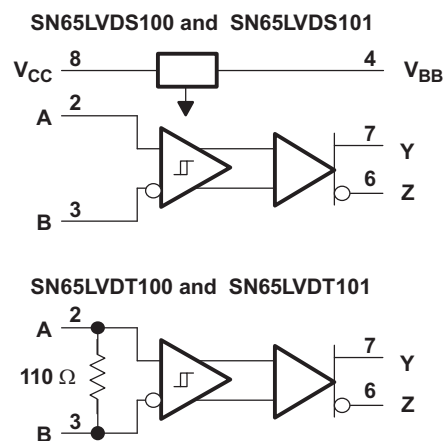 SN65LVDS100 and SN65LVDS101
VCC 8 4 VBB
A 2
7 Y
6 Z
B 3
SN65LVDT100 and SN65LVDT101
A 2
7 Y
110 Ω
6 Z
B 3